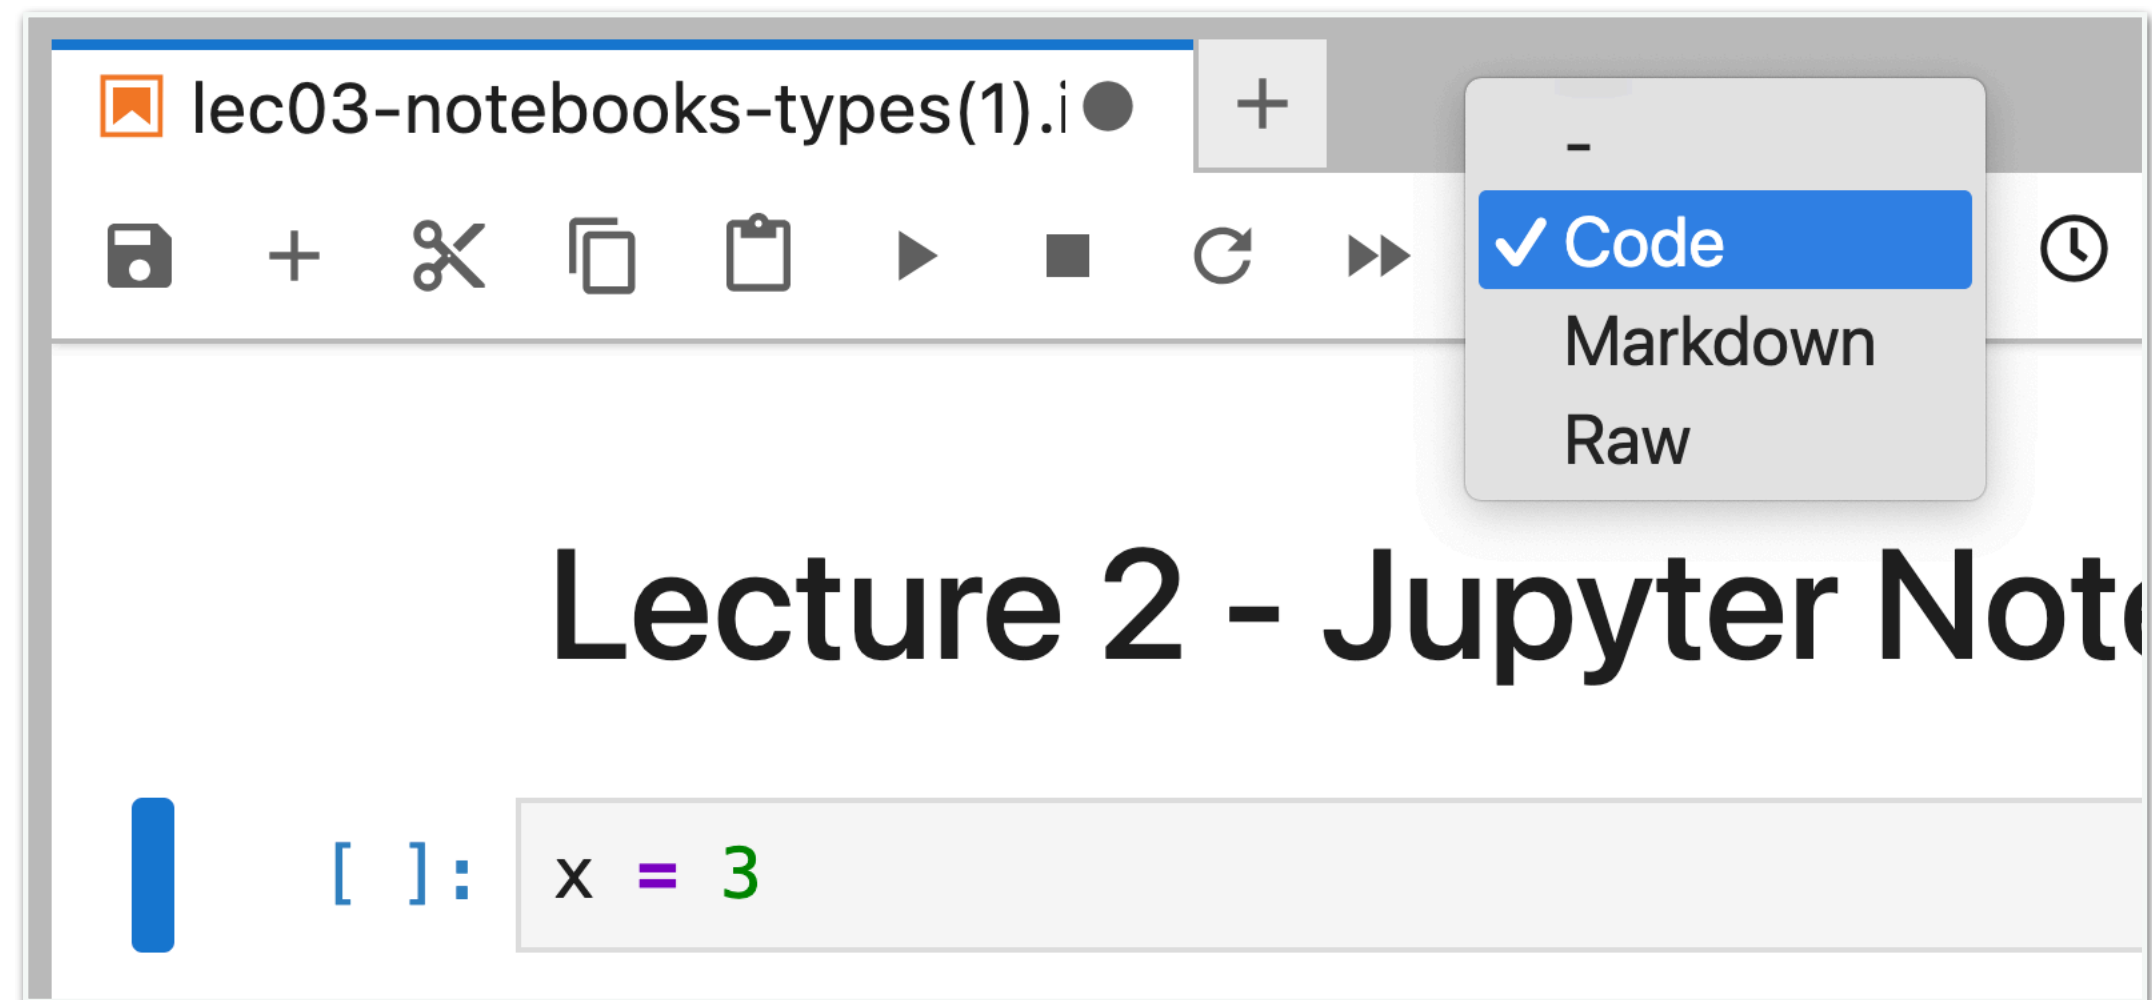 lec03-notebooks-types(1).i
-
Code
Markdown
Raw
Lecture 2 - Jupyter Note
[ ]: x = 3